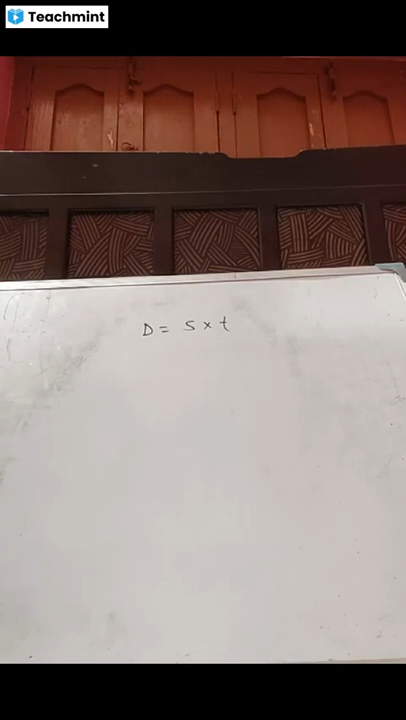 Teachmint
D = S × t